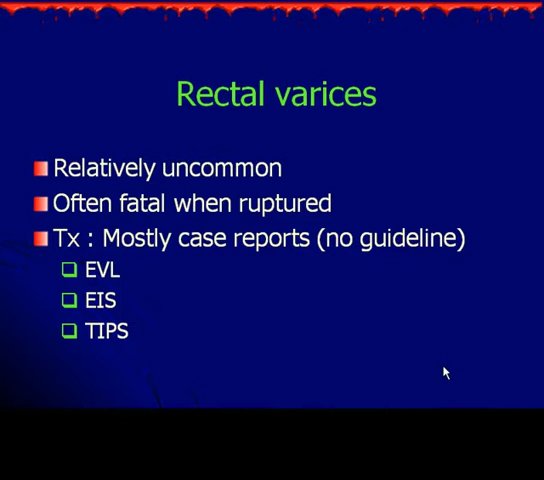 Rectal varices
Relatively uncommon
Often fatal when ruptured
Tx : Mostly case reports (no guideline)
EVL
EIS
TIPS